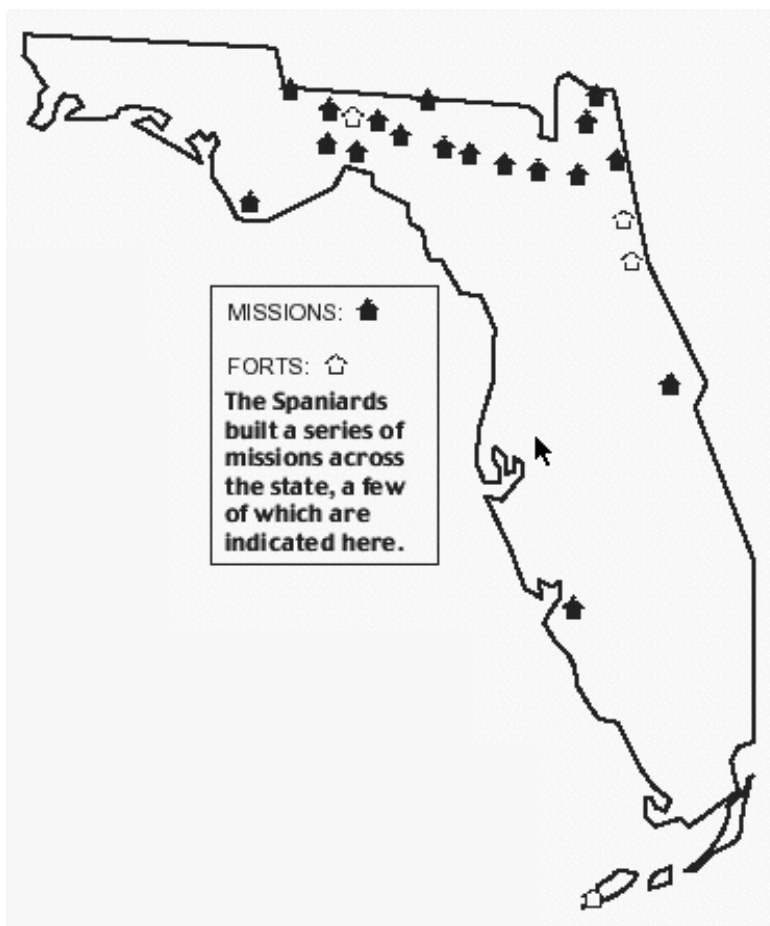 MISSIONS:
FORTS:
The Spaniards
built a series of
missions across
the state, a few
of which are
indicated here.